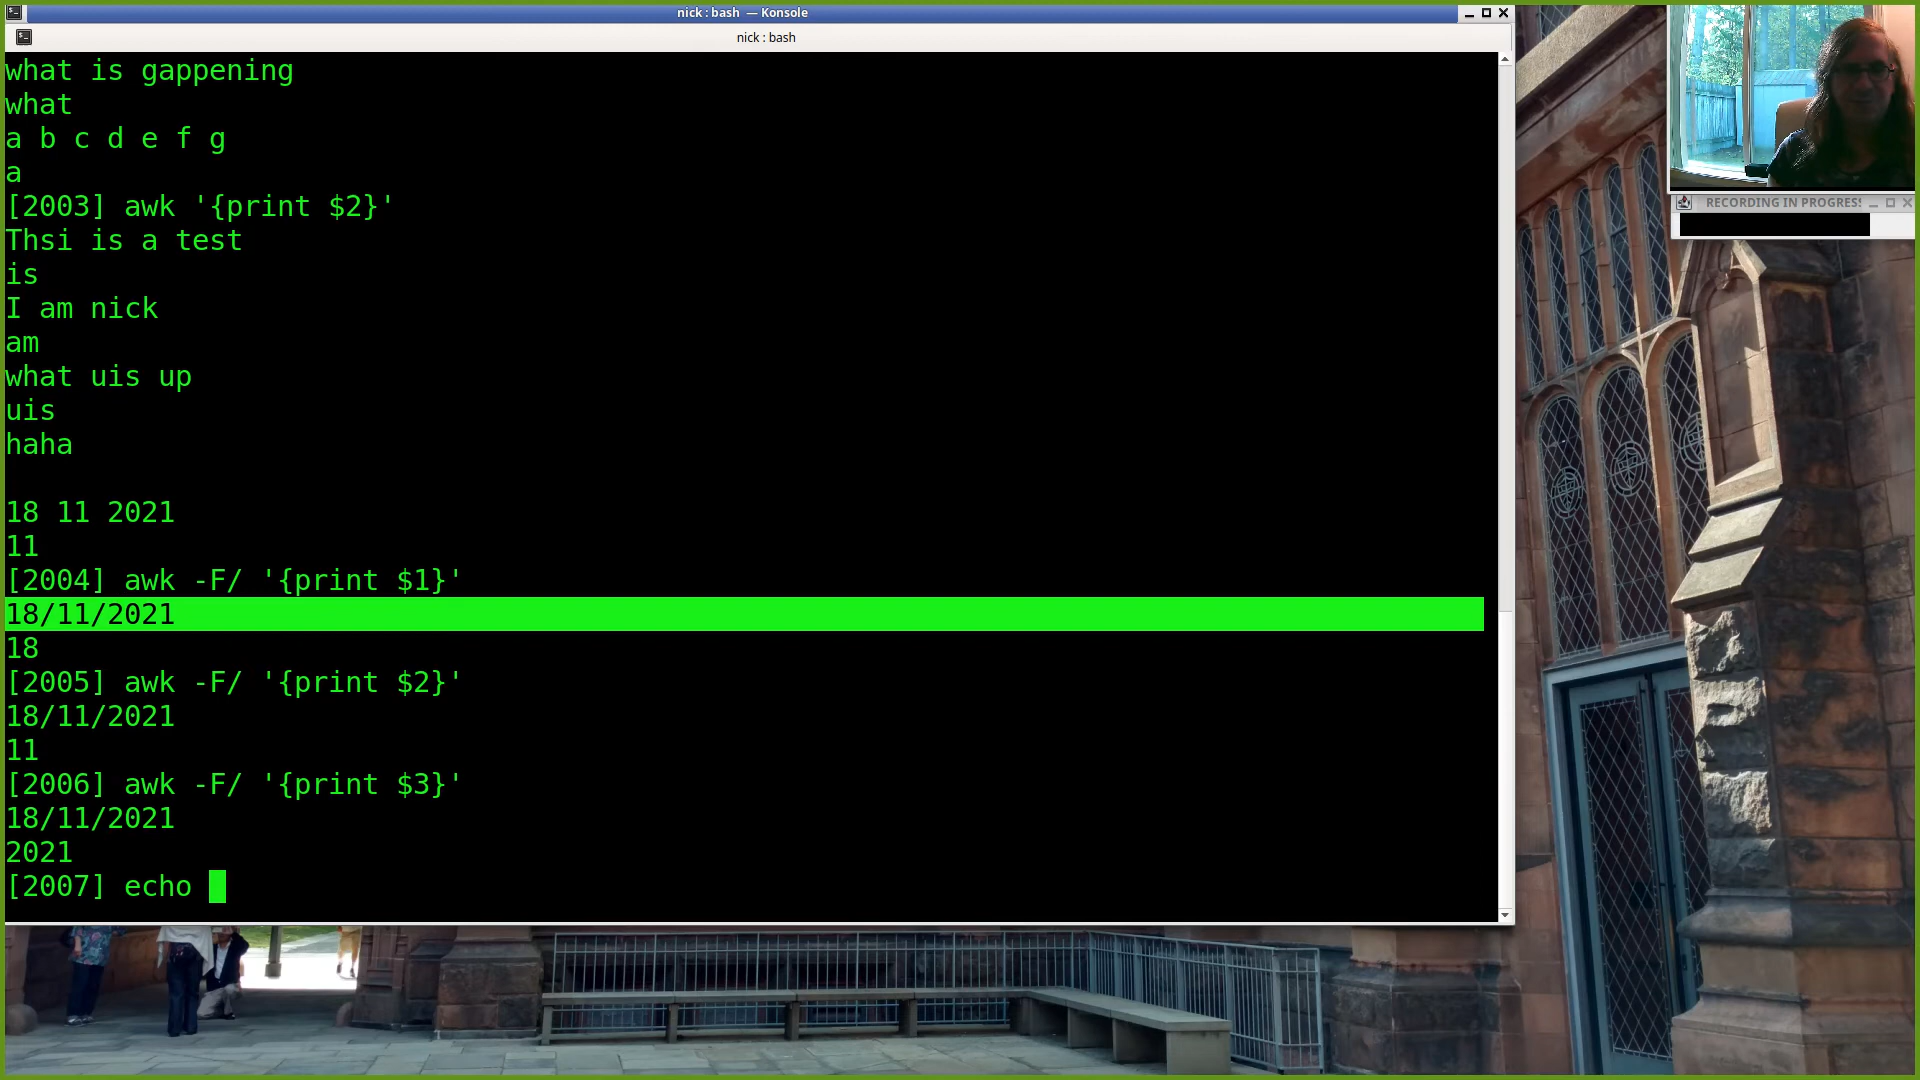 nick : bash — Konsole
nick : bash
what is gappening
what
a b c d e f g
a
[2003] awk '{print $2}'
Thsi is a test
is
I am nick
am
what uis up
uis
haha
18 11 2021
11
[2004] awk -F/ '{print $1}'
18/11/2021
18
[2005] awk -F/ '{print $2}'
18/11/2021
11
[2006] awk -F/ '{print $3}'
18/11/2021
2021
[2007] echo
RECORDING IN PROGRESS